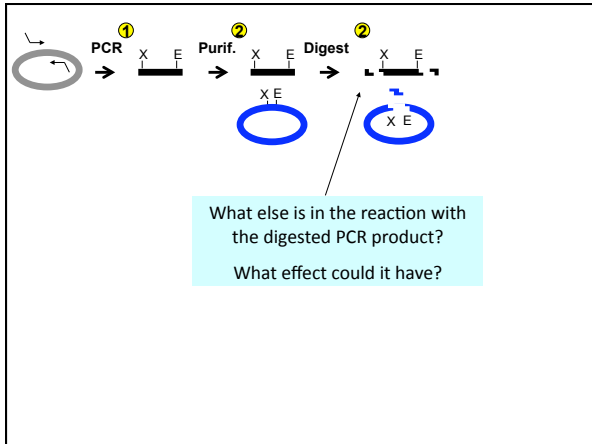 1 2 2
PCR Purif. Digest
X E X E X E
X E
X E
What else is in the reaction with
the digested PCR product?
What effect could it have?